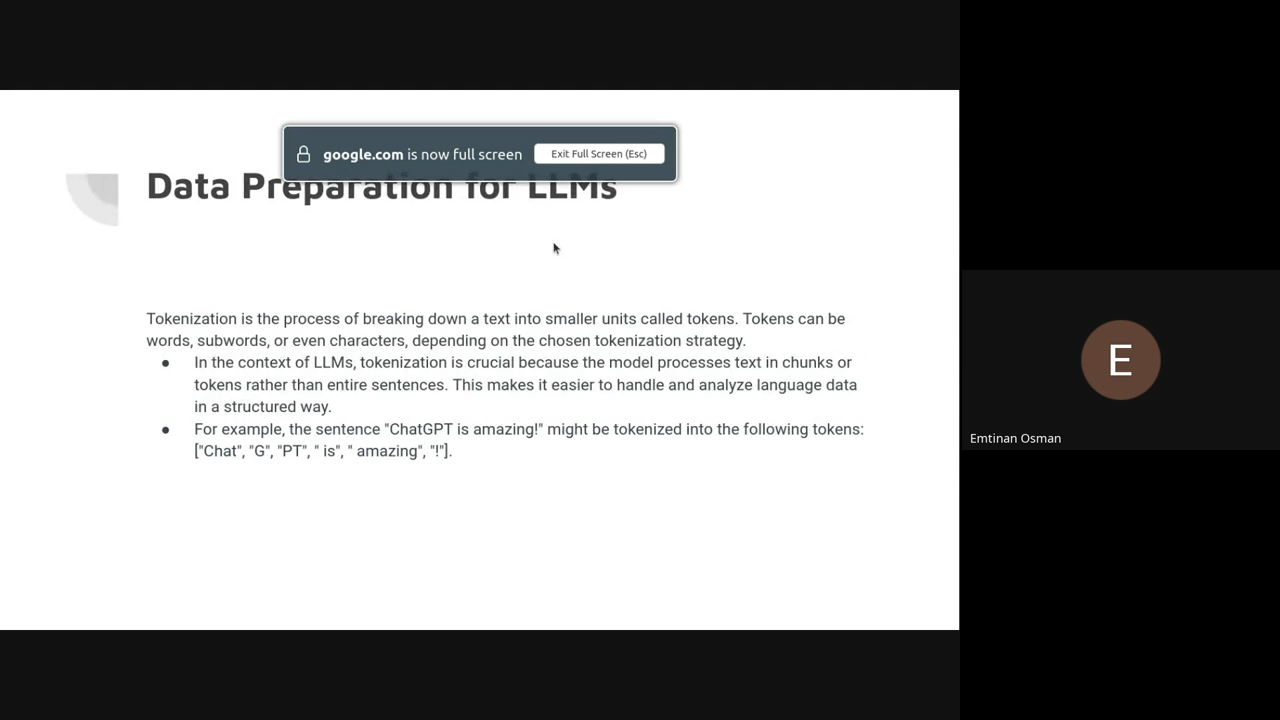 google.com is now full screen Exit Full Screen (Esc)
Data Preparation for LLMs
Tokenization is the process of breaking down a text into smaller units called tokens. Tokens can be
words, subwords, or even characters, depending on the chosen tokenization strategy.
● In the context of LLMs, tokenization is crucial because the model processes text in chunks or
tokens rather than entire sentences. This makes it easier to handle and analyze language data
in a structured way.
● For example, the sentence "ChatGPT is amazing!" might be tokenized into the following tokens:
["Chat", "G", "PT", " is", " amazing", "!"].
E
Emtinan Osman